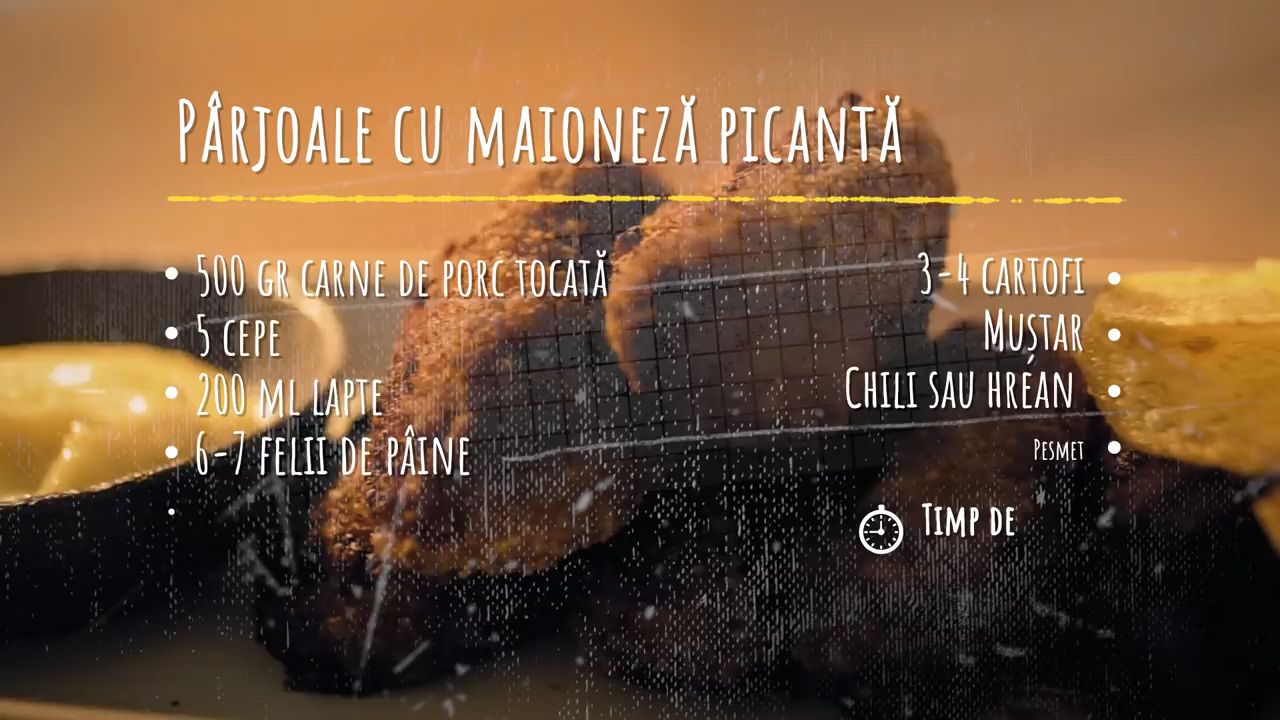 Pârjoale cu maioneză picantă
• 500 gr carne de porc tocată
• 5 cepe
• 200 ml lapte
• 6-7 felii de pâine
3-4 cartofi •
Muștar •
Chili sau hrean •
Pesmet •
Timp de